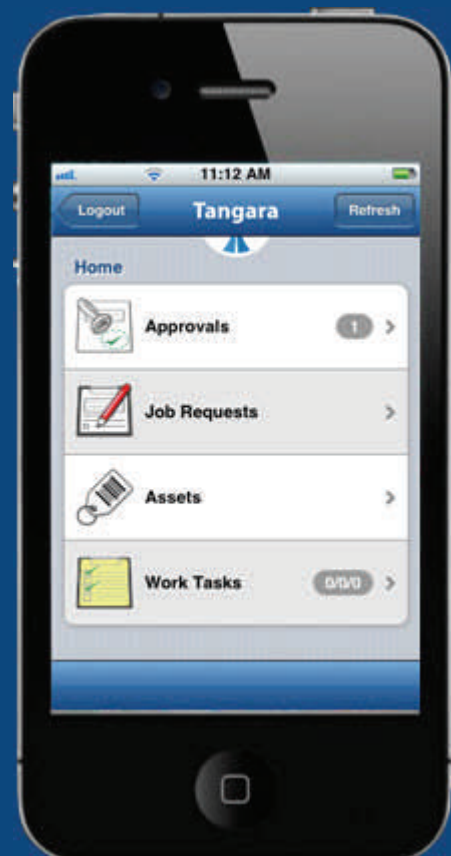 11:12 AM
Logout Tangara Refresh
Home
Approvals 1
Job Requests
Assets
Work Tasks 0/0/0